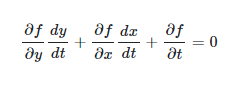 ∂f/∂y dy/dt + ∂f/∂x dx/dt + ∂f/∂t = 0